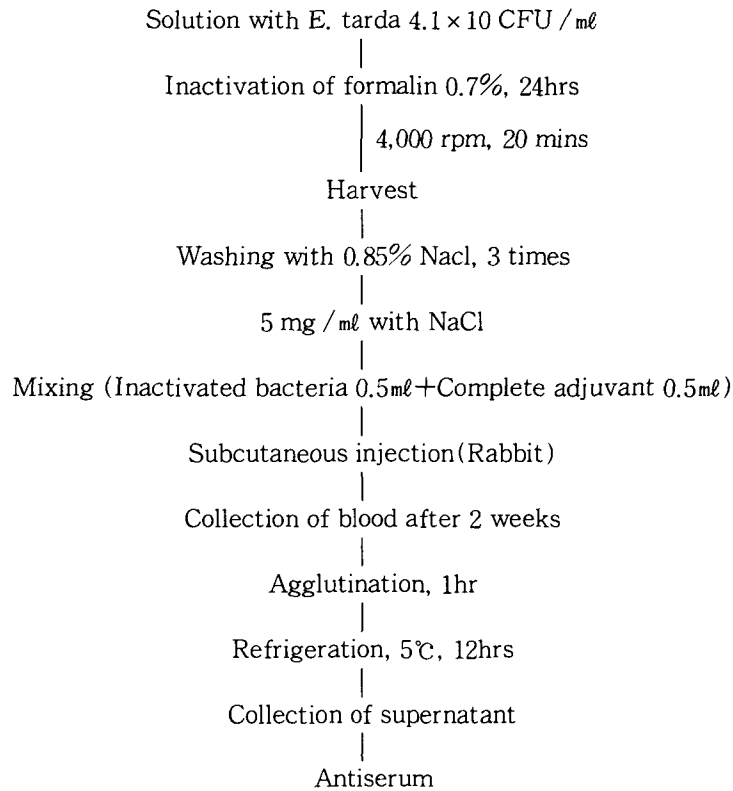 Solution with E. tarda 4.1 × 10 CFU / ㎖
Inactivation of formalin 0.7%, 24hrs
4,000 rpm, 20 mins
Harvest
Washing with 0.85% Nacl, 3 times
5 mg / ㎖ with NaCl
Mixing (Inactivated bacteria 0.5㎖+Complete adjuvant 0.5㎖)
Subcutaneous injection(Rabbit)
Collection of blood after 2 weeks
Agglutination, 1hr
Refrigeration, 5℃, 12hrs
Collection of supernatant
Antiserum